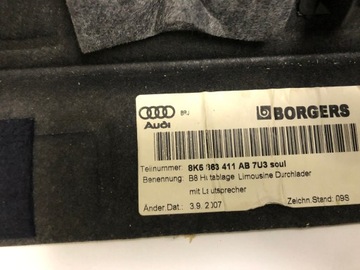 Audi
BORGERS
Teilnummer: 8K5 863 411 AB 7U3 soul
Benennung: B8 Hutablage Limousine Durchlader
mit Lautsprecher
Änder.Dat.: 3.9.2007 Zeichn.Stand: 09S